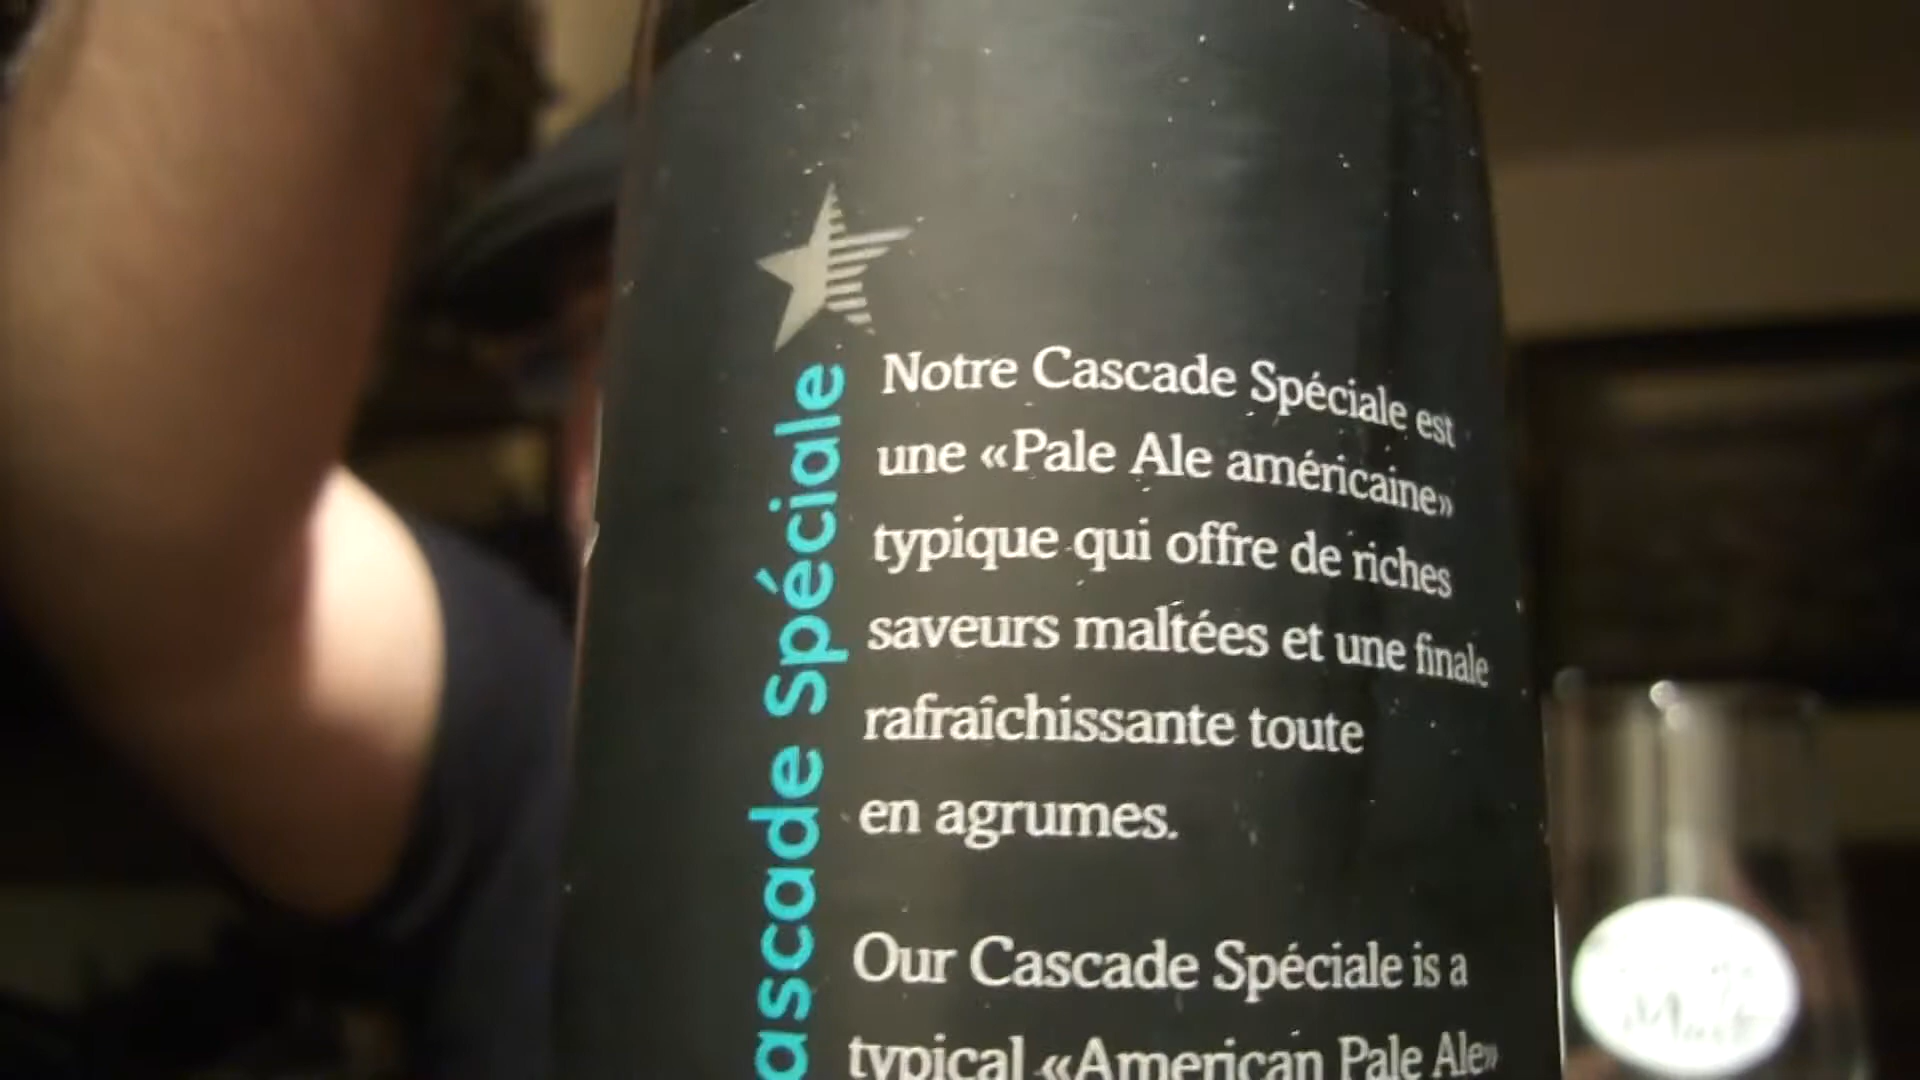 ascade Spéciale
Notre Cascade Spéciale est
une «Pale Ale américaine»
typique qui offre de riches
saveurs maltées et une finale
rafraîchissante toute
en agrumes.
Our Cascade Spéciale is a
typical «American Pale Ale»